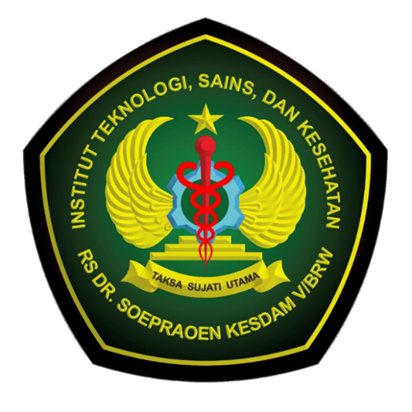 INSTITUT TEKNOLOGI, SAINS, DAN KESEHATAN
TAKSA SUJATI UTAMA
RS DR. SOEPRAOEN KESDAM V/BRW